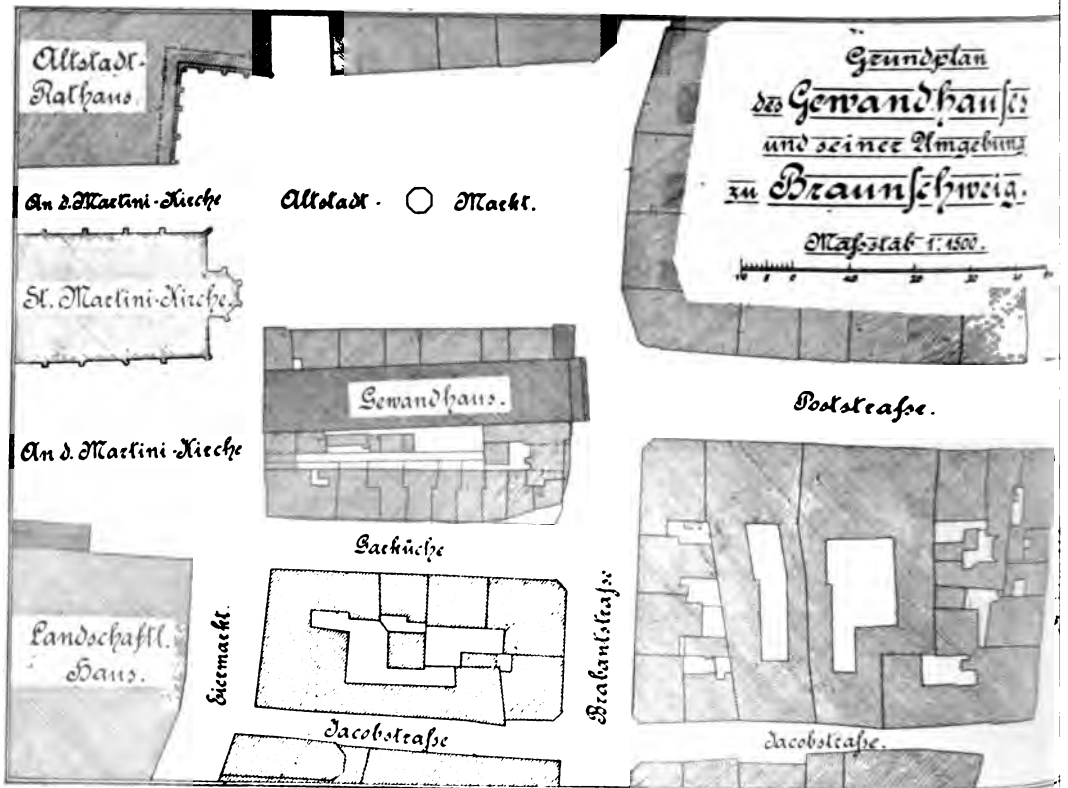 Altstadt-
Rathaus.
Grundplan
des Gewandhauses
und seiner Umgebung
zu Braunschweig.
Maßstab 1:1500.
An d. Martini-Kirche
Altstadt- Markt.
St. Martini-Kirche.
Gewandhaus.
Poststraße.
An d. Martini-Kirche
Garküche
Landschaftl.
Haus.
Eiermarkt.
Brabantstraße
Jacobstraße
Jacobstraße.